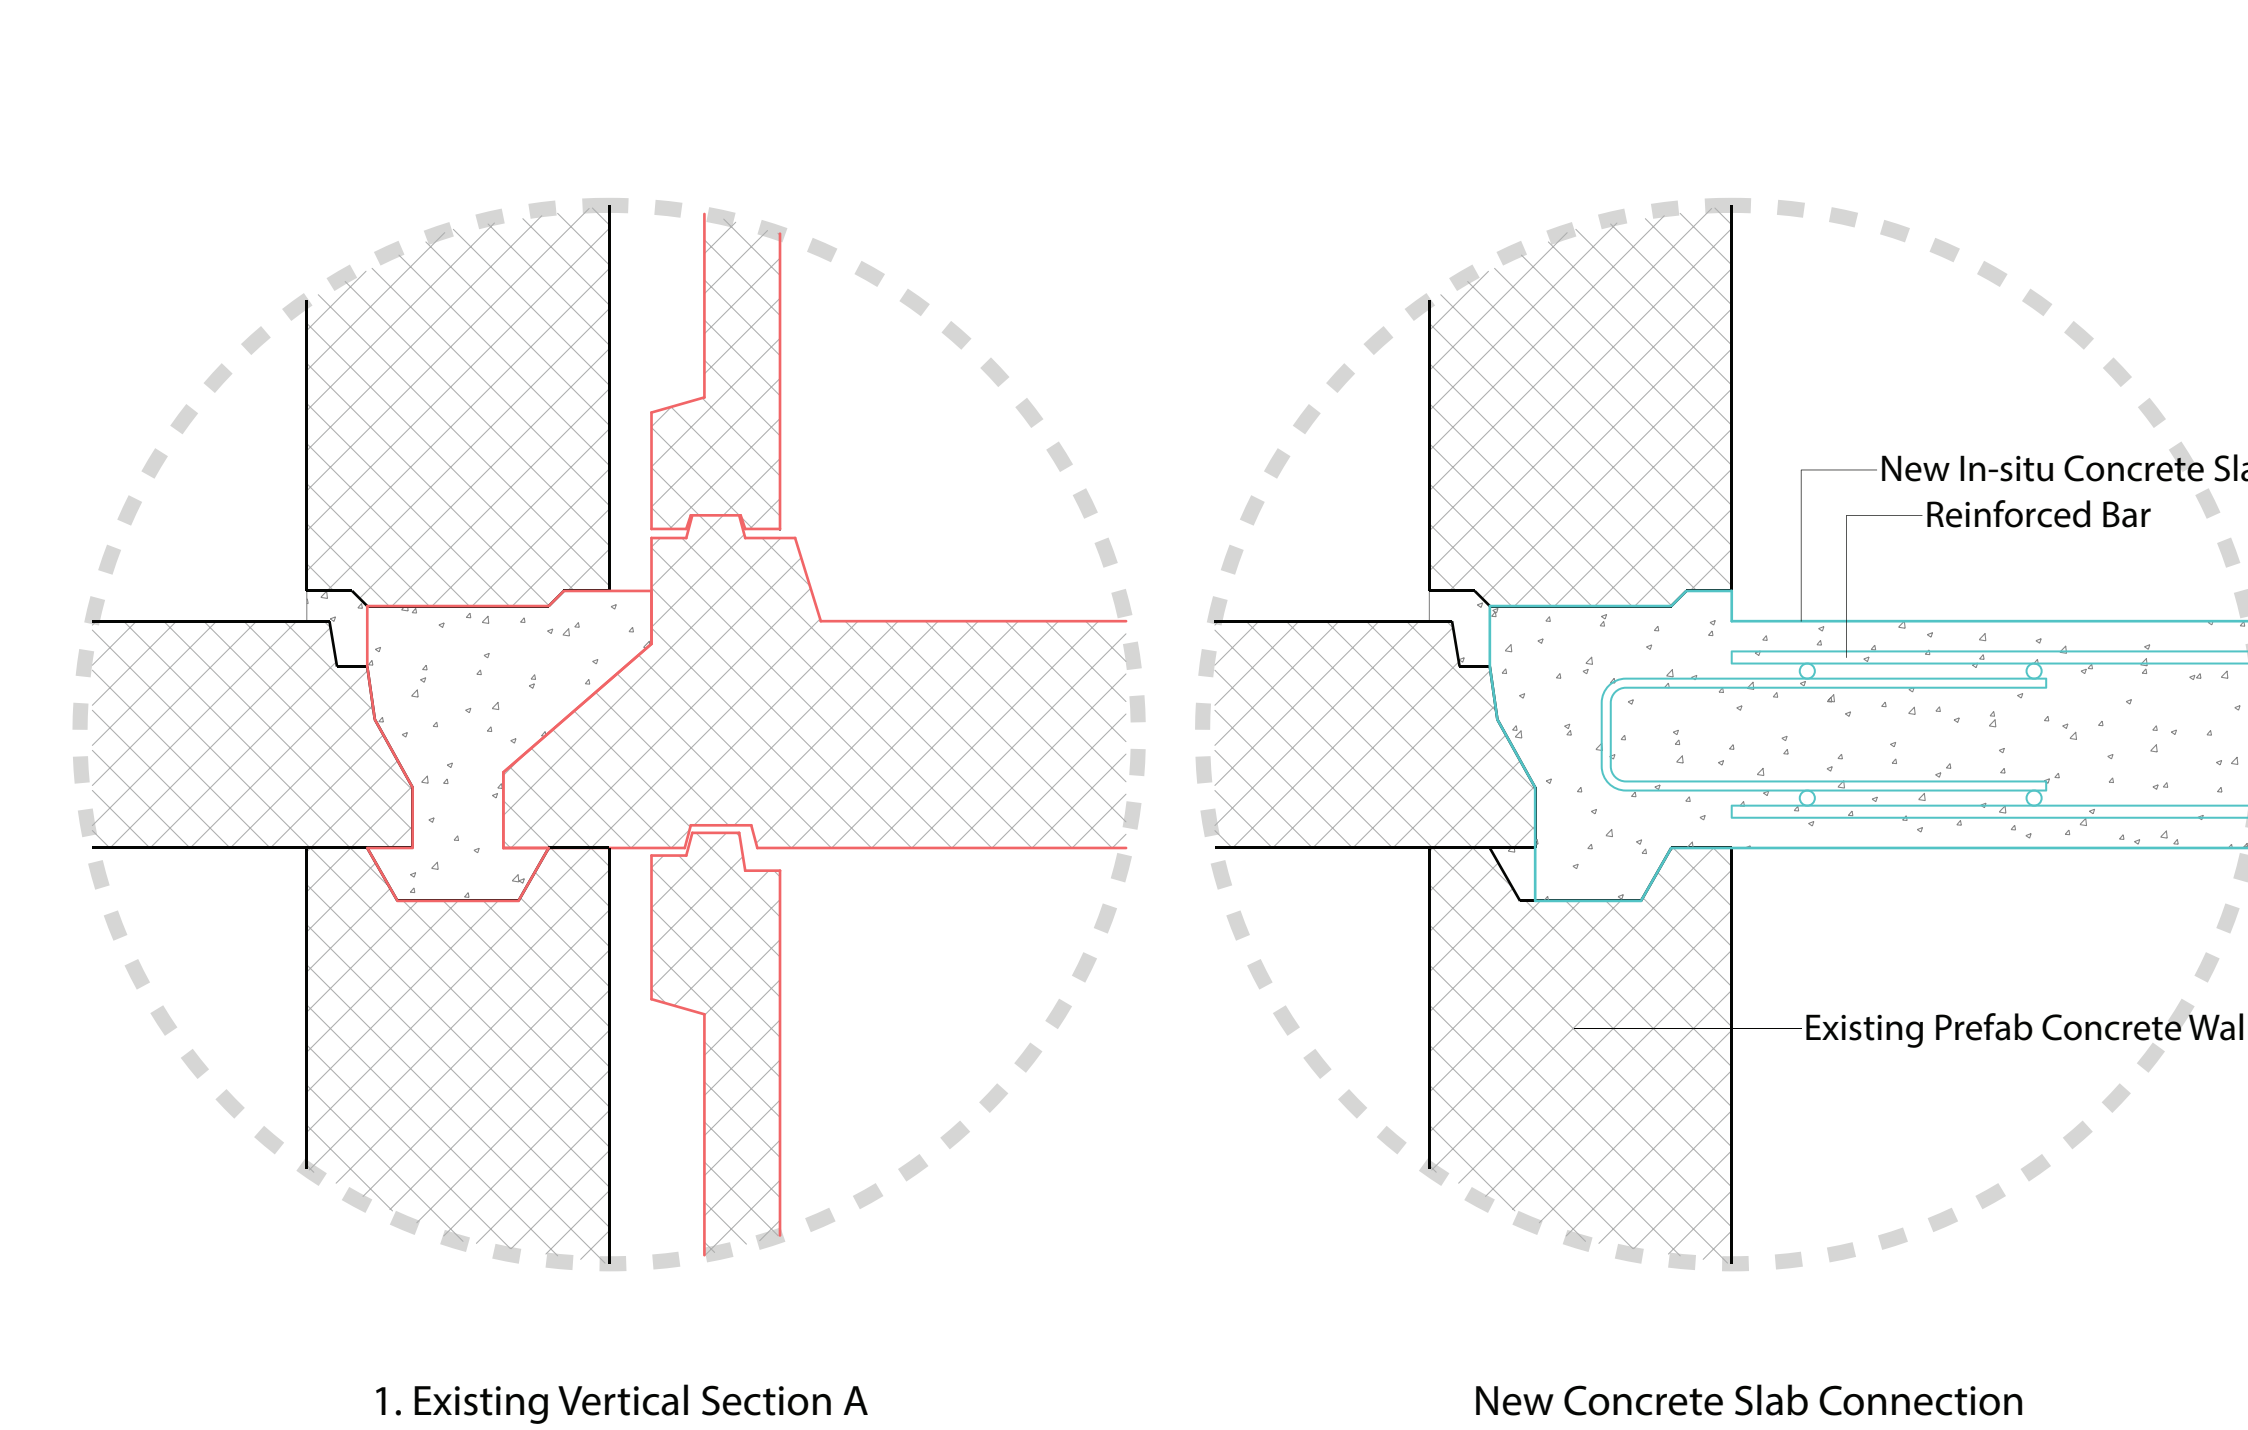 New In-situ Concrete Sla
Reinforced Bar
Existing Prefab Concrete Wal
1. Existing Vertical Section A
New Concrete Slab Connection